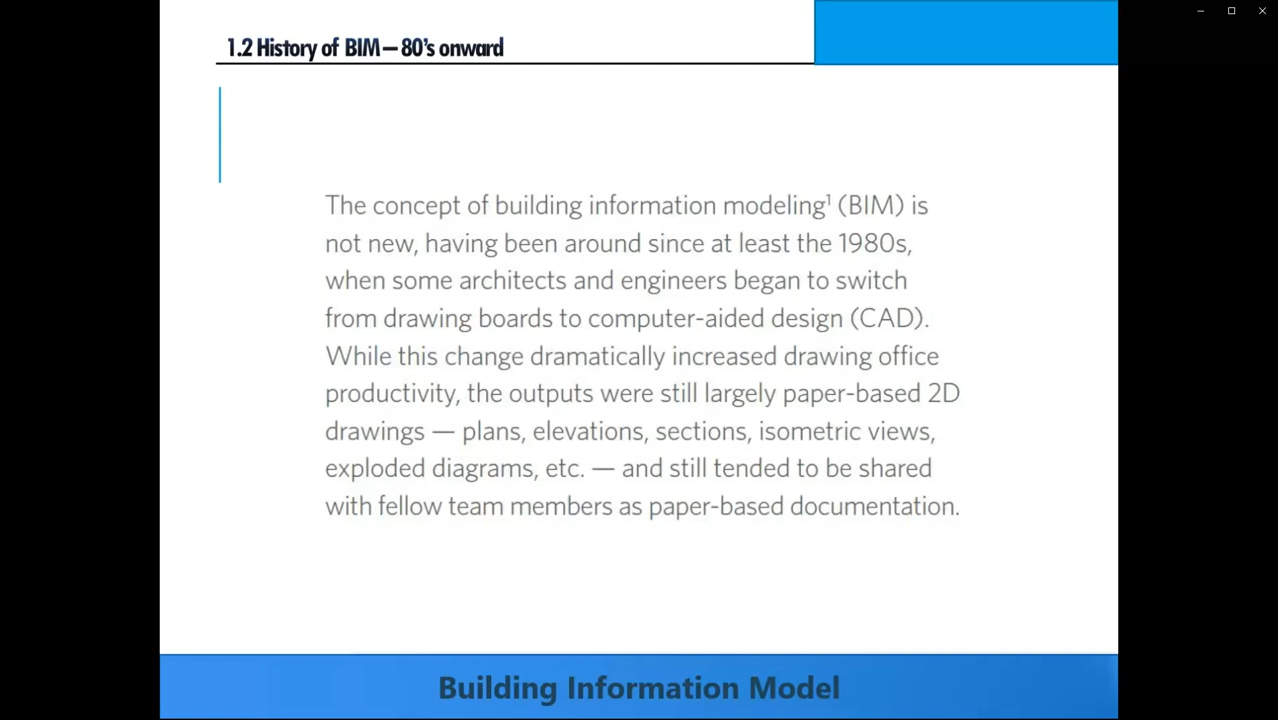 1.2 History of BIM – 80's onward
The concept of building information modeling¹ (BIM) is
not new, having been around since at least the 1980s,
when some architects and engineers began to switch
from drawing boards to computer-aided design (CAD).
While this change dramatically increased drawing office
productivity, the outputs were still largely paper-based 2D
drawings — plans, elevations, sections, isometric views,
exploded diagrams, etc. — and still tended to be shared
with fellow team members as paper-based documentation.
Building Information Model